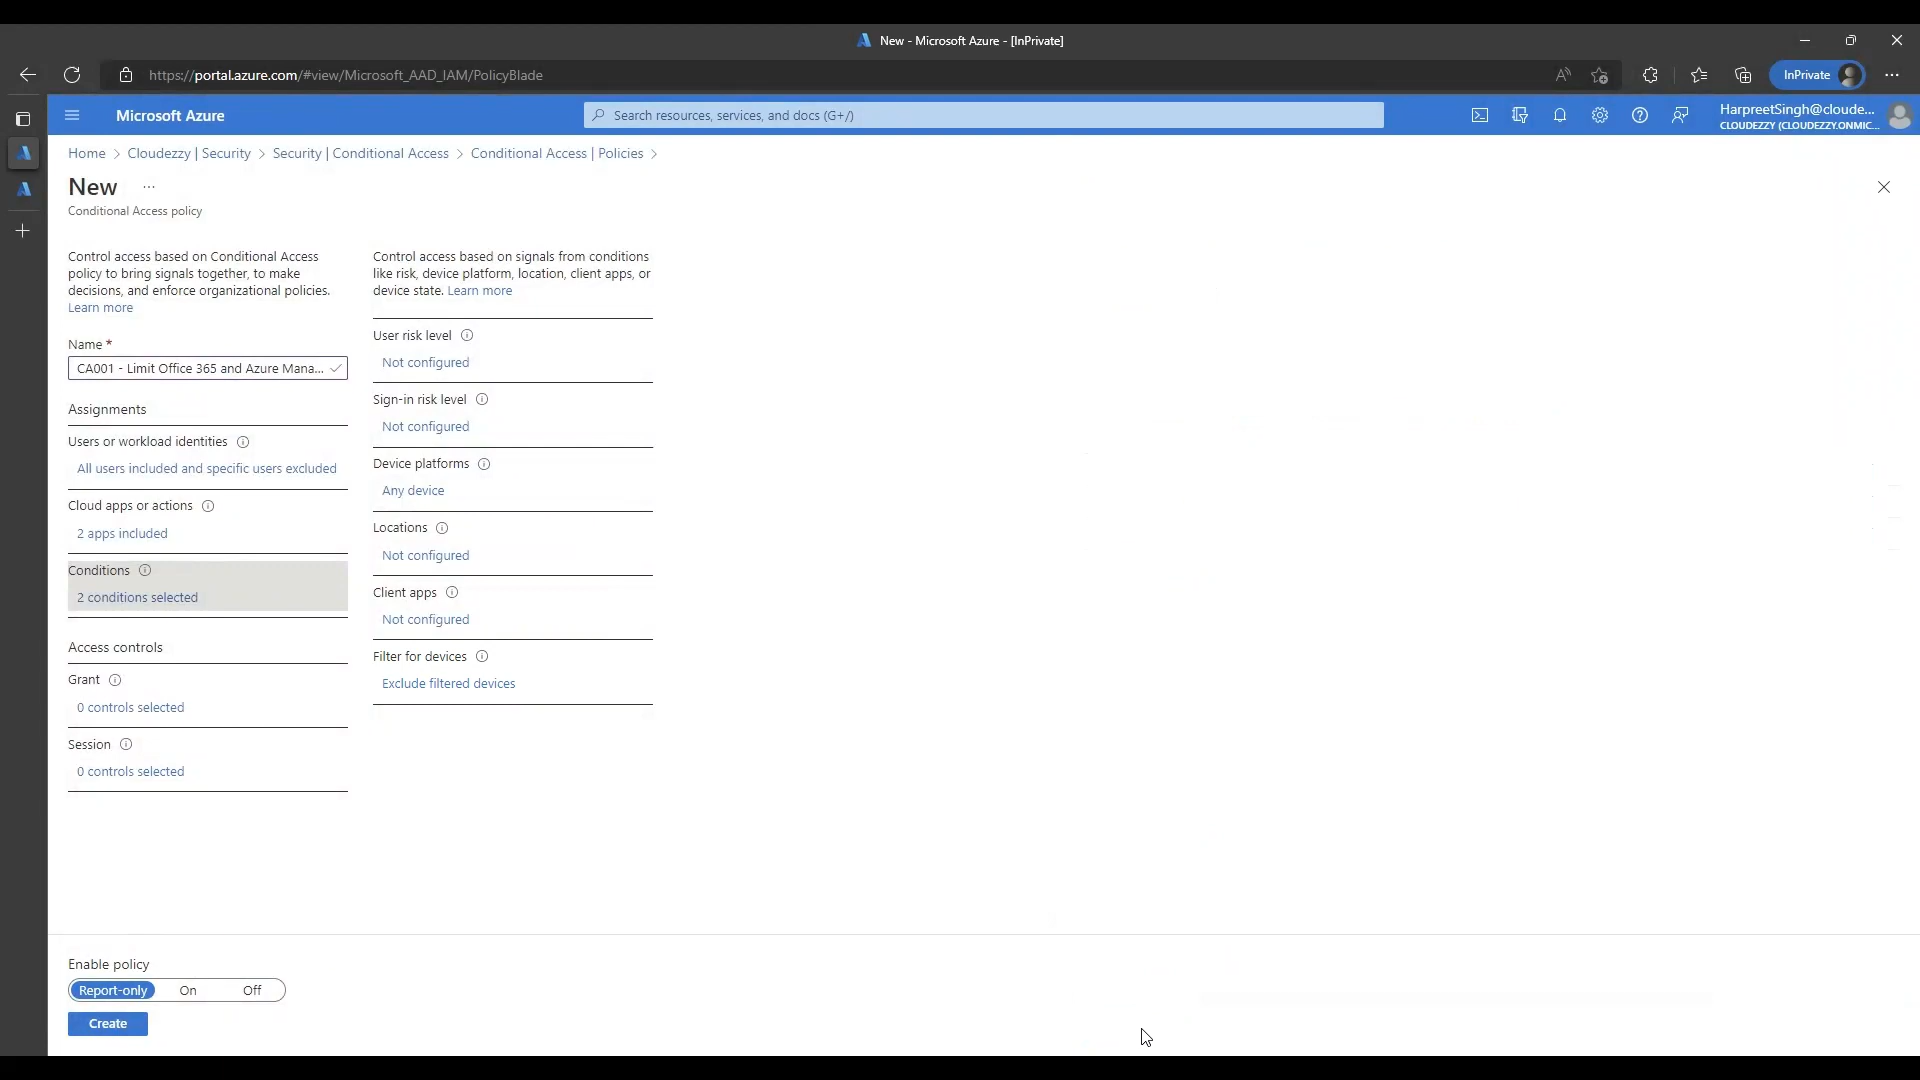 New - Microsoft Azure - [InPrivate]
https://portal.azure.com/#view/Microsoft_AAD_IAM/PolicyBlade
InPrivate
Microsoft Azure
Search resources, services, and docs (G+/)
HarpreetSingh@cloude...
CLOUDEZZY (CLOUDEZZY.ONMIC...
Home > Cloudezzy | Security > Security | Conditional Access > Conditional Access | Policies >
New ...
Conditional Access policy
Control access based on Conditional Access
policy to bring signals together, to make
decisions, and enforce organizational policies.
Learn more
Name *
CA001 - Limit Office 365 and Azure Mana...
Assignments
Users or workload identities
All users included and specific users excluded
Cloud apps or actions
2 apps included
Conditions
2 conditions selected
Access controls
Grant
0 controls selected
Session
0 controls selected
Control access based on signals from conditions
like risk, device platform, location, client apps, or
device state. Learn more
User risk level
Not configured
Sign-in risk level
Not configured
Device platforms
Any device
Locations
Not configured
Client apps
Not configured
Filter for devices
Exclude filtered devices
Enable policy
Report-only On Off
Create